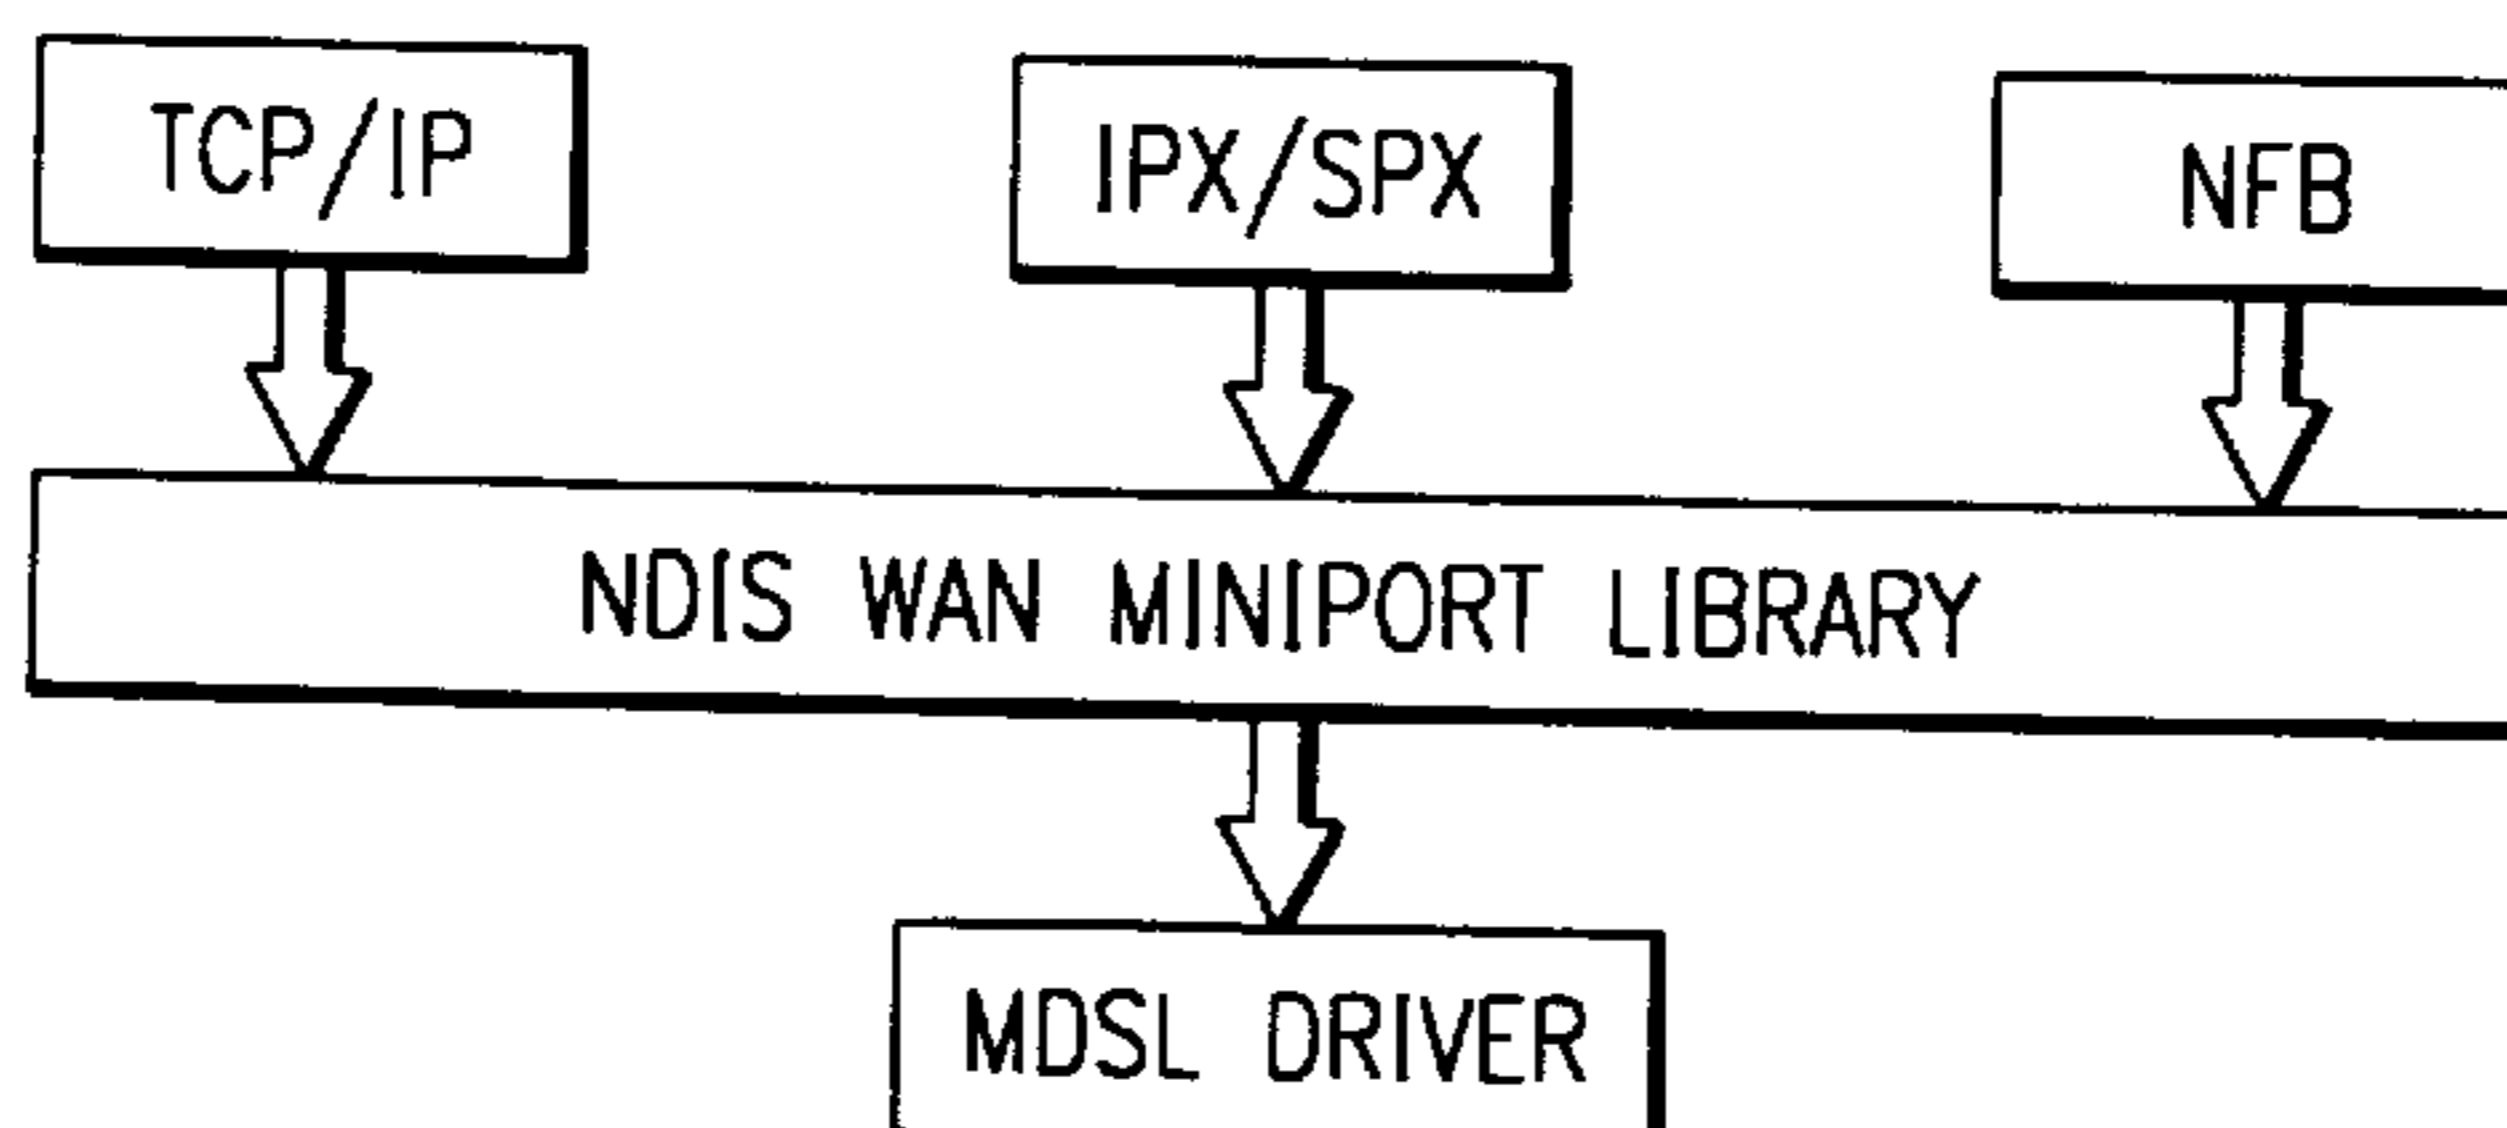 TCP/IP
IPX/SPX
NFB
NDIS WAN MINIPORT LIBRARY
MDSL DRIVER